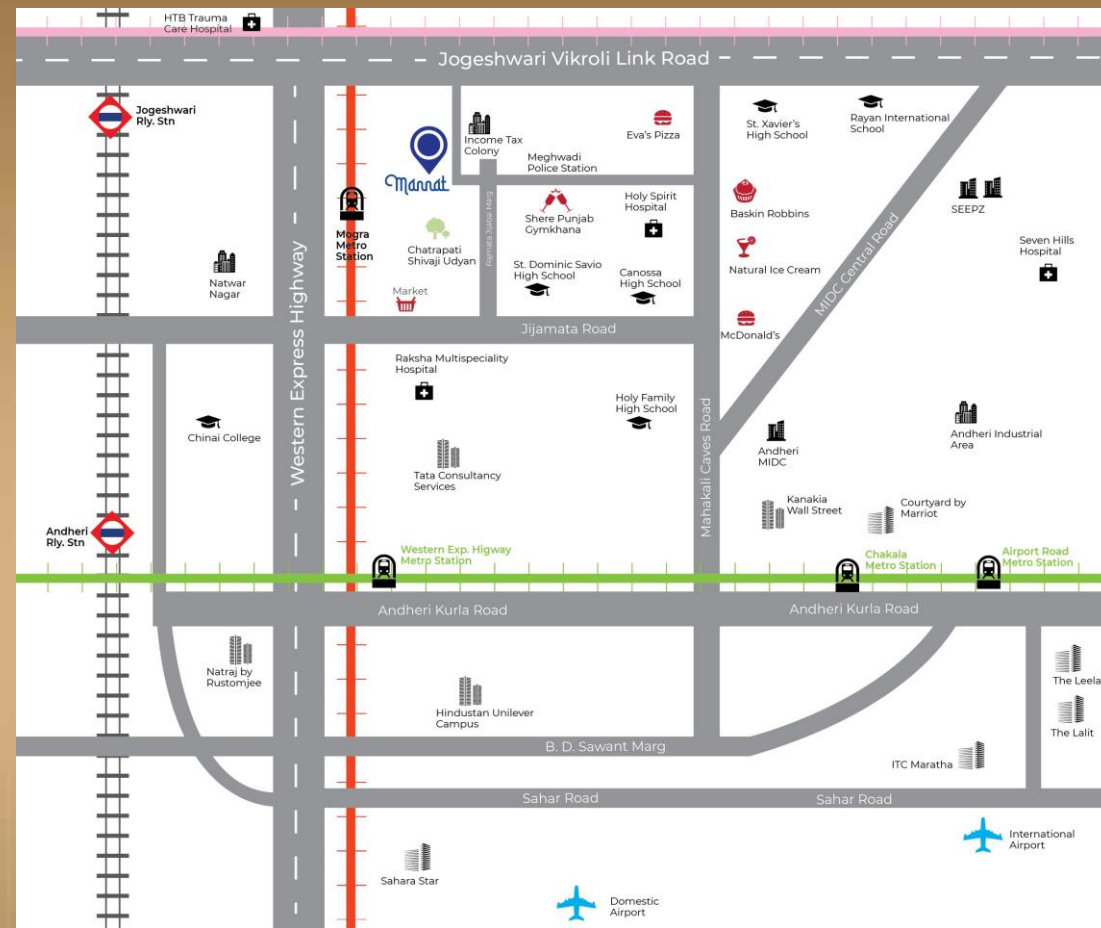 HTB Trauma
Care Hospital
Jogeshwari Vikroli Link Road
Jogeshwari
Rly. Stn
Income Tax
Colony
Eva's Pizza
St. Xavier's
High School
Rayan International
School
Meghwadi
Police Station
Mannat
Rajmata Jijabai Marg
Holy Spirit
Hospital
Baskin Robbins
SEEPZ
Shere Punjab
Gymkhana
Mogra
Metro
Station
Chatrapati
Shivaji Udyan
Natwar
Nagar
Western Express Highway
St. Dominic Savio
High School
Canossa
High School
Natural Ice Cream
MIDC Central Road
Seven Hills
Hospital
Market
Jijamata Road
McDonald's
Raksha Multispeciality
Hospital
Holy Family
High School
Mahakali Caves Road
Chinai College
Andheri
MIDC
Andheri Industrial
Area
Tata Consultancy
Services
Kanakia
Wall Street
Courtyard by
Marriot
Andheri
Rly. Stn
Western Exp. Higway
Metro Station
Chakala
Metro Station
Airport Road
Metro Station
Andheri Kurla Road
Andheri Kurla Road
Natraj by
Rustomjee
Hindustan Unilever
Campus
The Leela
The Lalit
B. D. Sawant Marg
ITC Maratha
Sahar Road
Sahar Road
International
Airport
Sahara Star
Domestic
Airport